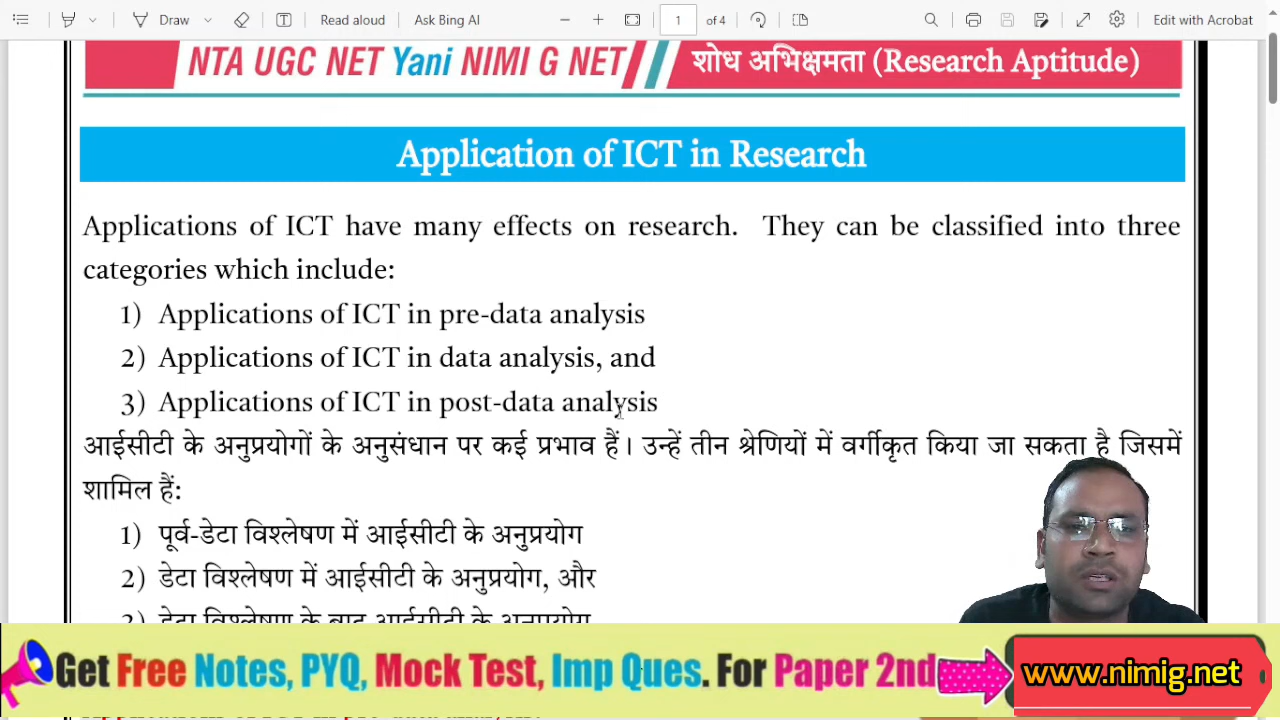 Draw
Read aloud
Ask Bing AI
1 of 4
Edit with Acrobat
NTA UGC NET Yani NIMI G NET
शोध अभिक्षमता (Research Aptitude)
Application of ICT in Research
Applications of ICT have many effects on research. They can be classified into three
categories which include:
1) Applications of ICT in pre-data analysis
2) Applications of ICT in data analysis, and
3) Applications of ICT in post-data analysis
आईसीटी के अनुप्रयोगों के अनुसंधान पर कई प्रभाव हैं। उन्हें तीन श्रेणियों में वर्गीकृत किया जा सकता है जिसमें
शामिल हैं:
1) पूर्व-डेटा विश्लेषण में आईसीटी के अनुप्रयोग
2) डेटा विश्लेषण में आईसीटी के अनुप्रयोग, और
3) डेटा विश्लेषण के बाद आईसीटी के अनुप्रयोग
Get Free Notes, PYQ, Mock Test, Imp Ques. For Paper 2nd
www.nimig.net